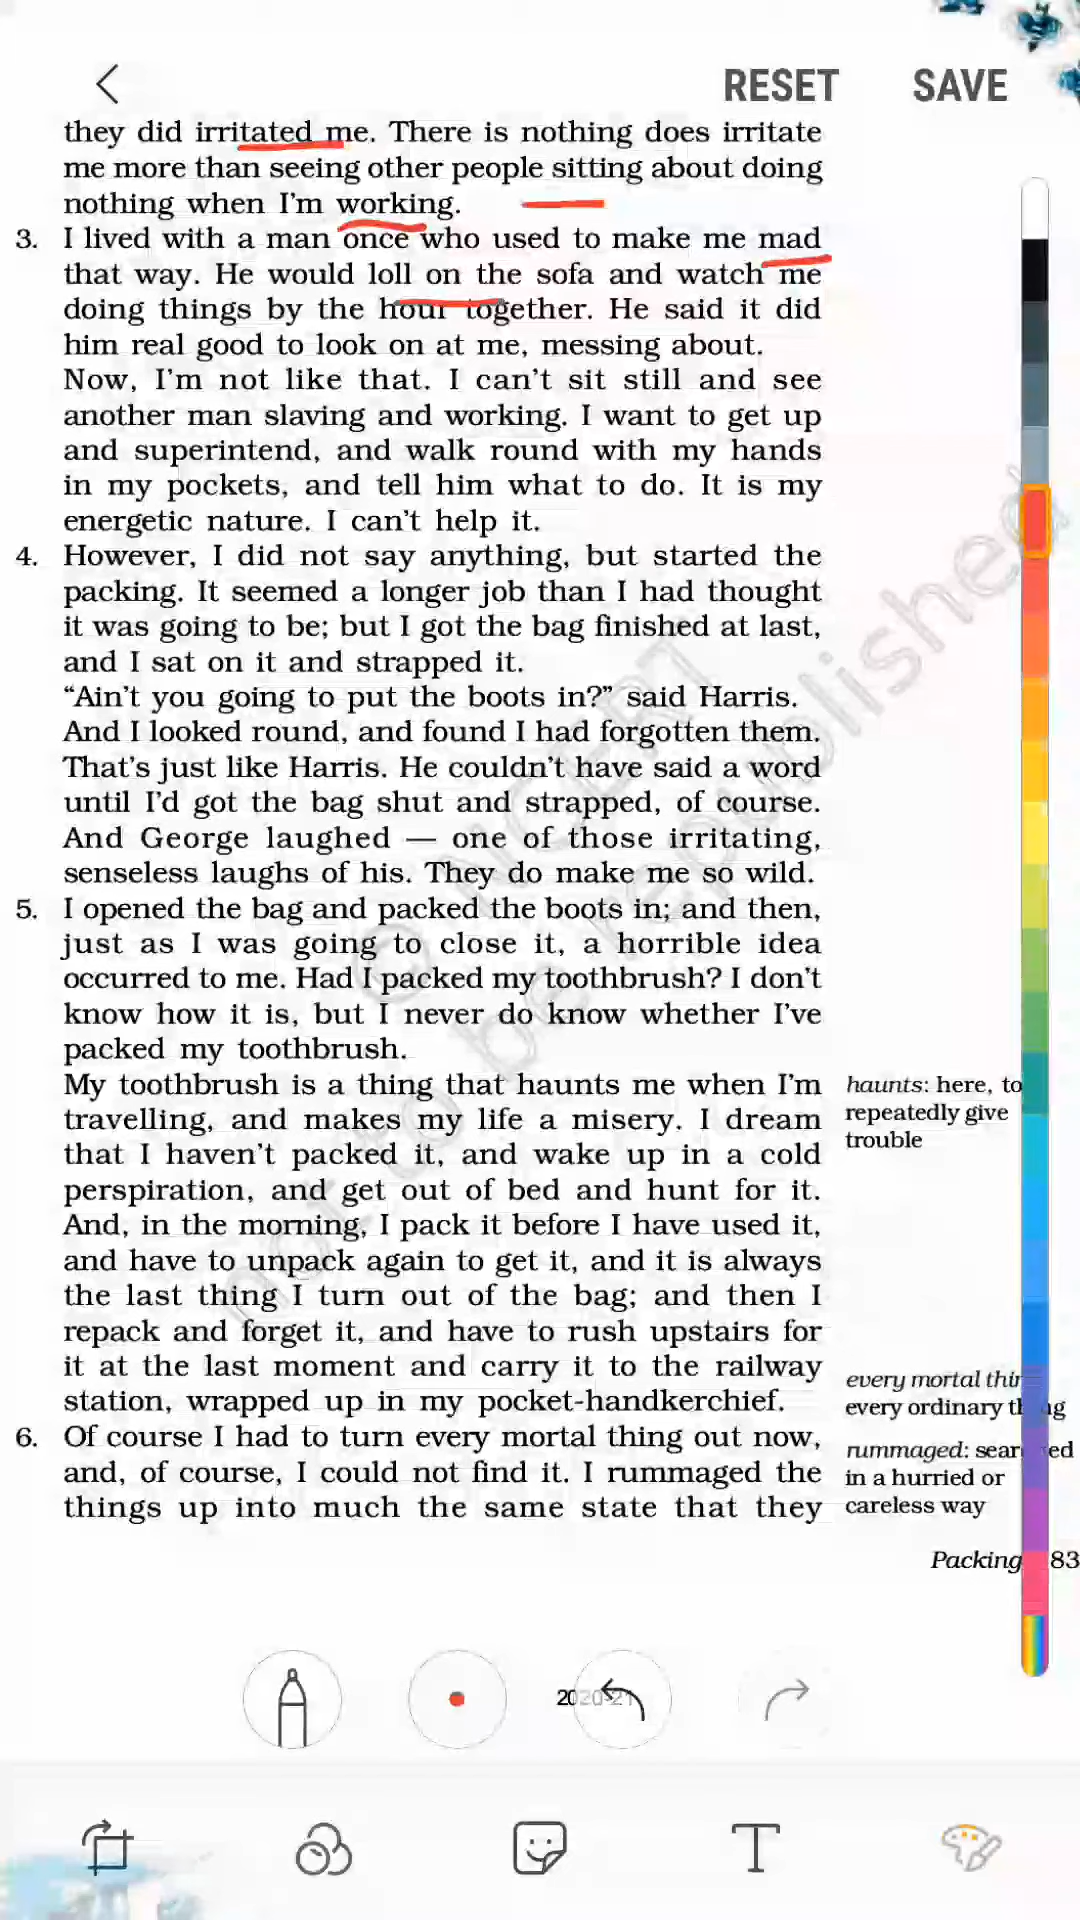 RESET SAVE
they did irritated me. There is nothing does irritate
me more than seeing other people sitting about doing
nothing when I'm working.
3. I lived with a man once who used to make me mad
that way. He would loll on the sofa and watch me
doing things by the hour together. He said it did
him real good to look on at me, messing about.
Now, I'm not like that. I can't sit still and see
another man slaving and working. I want to get up
and superintend, and walk round with my hands
in my pockets, and tell him what to do. It is my
energetic nature. I can't help it.
4. However, I did not say anything, but started the
packing. It seemed a longer job than I had thought
it was going to be; but I got the bag finished at last,
and I sat on it and strapped it.
“Ain't you going to put the boots in?” said Harris.
And I looked round, and found I had forgotten them.
That's just like Harris. He couldn't have said a word
until I'd got the bag shut and strapped, of course.
And George laughed — one of those irritating,
senseless laughs of his. They do make me so wild.
5. I opened the bag and packed the boots in; and then,
just as I was going to close it, a horrible idea
occurred to me. Had I packed my toothbrush? I don't
know how it is, but I never do know whether I've
packed my toothbrush.
My toothbrush is a thing that haunts me when I'm
travelling, and makes my life a misery. I dream
that I haven't packed it, and wake up in a cold
perspiration, and get out of bed and hunt for it.
And, in the morning, I pack it before I have used it,
and have to unpack again to get it, and it is always
the last thing I turn out of the bag; and then I
repack and forget it, and have to rush upstairs for
it at the last moment and carry it to the railway
station, wrapped up in my pocket-handkerchief.
6. Of course I had to turn every mortal thing out now,
and, of course, I could not find it. I rummaged the
things up into much the same state that they
haunts: here, to
repeatedly give
trouble
every mortal
every ordinary
rummaged:
in a hurried or
careless way
Packing 83
© NCERT
not to be republished
2020-21
T